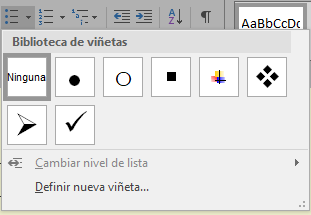 AaBbCcDc
Biblioteca de viñetas
Ninguna
Cambiar nivel de lista
Definir nueva viñeta...